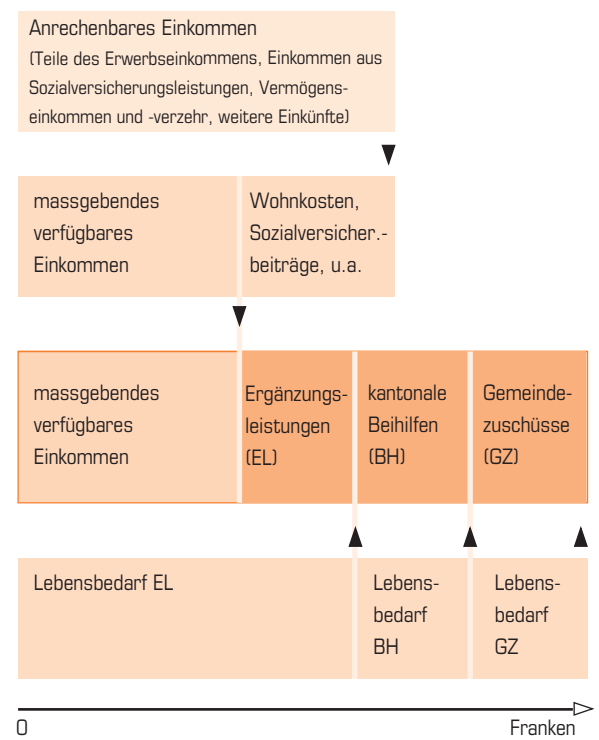 Anrechenbares Einkommen
(Teile des Erwerbseinkommens, Einkommen aus
Sozialversicherungsleistungen, Vermögens-
einkommen und -verzehr, weitere Einkünfte)
massgebendes
verfügbares
Einkommen
Wohnkosten,
Sozialversicher.-
beiträge, u.a.
massgebendes
verfügbares
Einkommen
Ergänzungs-
leistungen
(EL)
kantonale
Beihilfen
(BH)
Gemeinde-
zuschüsse
(GZ)
Lebensbedarf EL
Lebens-
bedarf
BH
Lebens-
bedarf
GZ
0
Franken